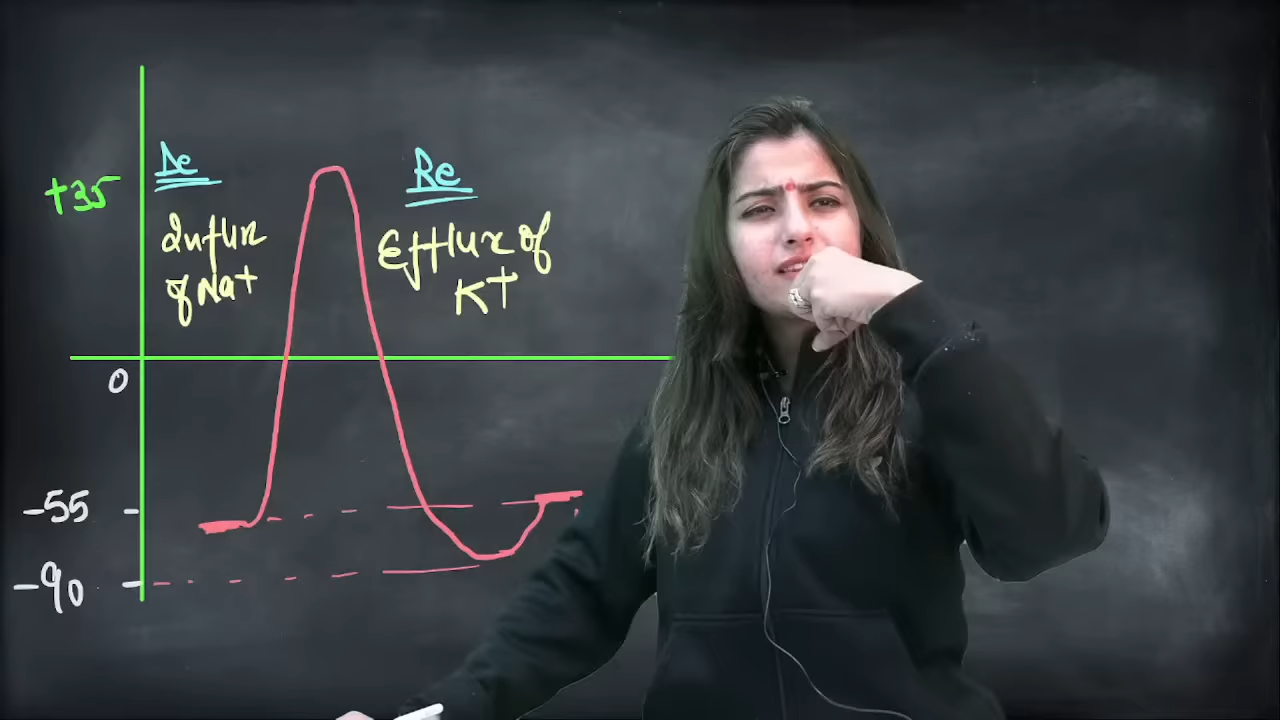 +35
De
Influx
of Na+
Re
Efflux of
K+
0
-55
-90